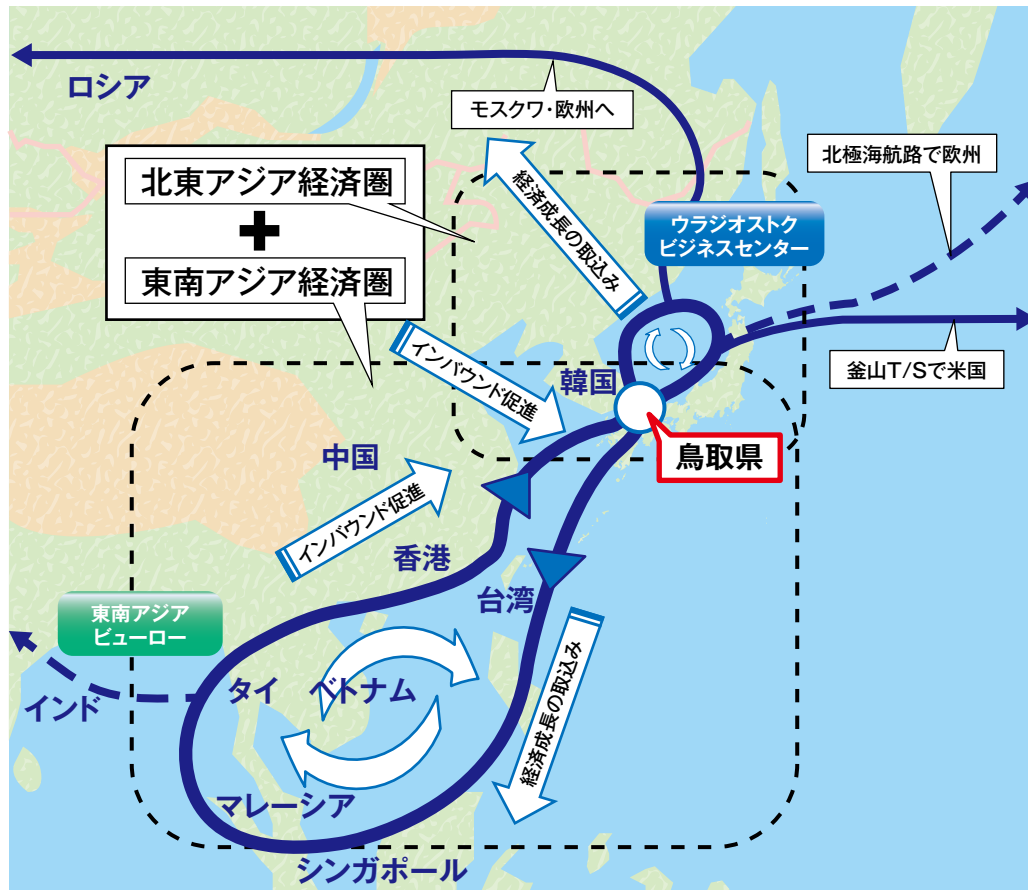 ロシア
モスクワ・欧州へ
北極海航路で欧州
北東アジア経済圏
+
東南アジア経済圏
経済成長の取込み
ウラジオストク
ビジネスセンター
インバウンド促進
韓国
釜山T/Sで米国
鳥取県
中国
インバウンド促進
香港
台湾
東南アジア
ビューロー
経済成長の取込み
インド
タイ
ベトナム
マレーシア
シンガポール